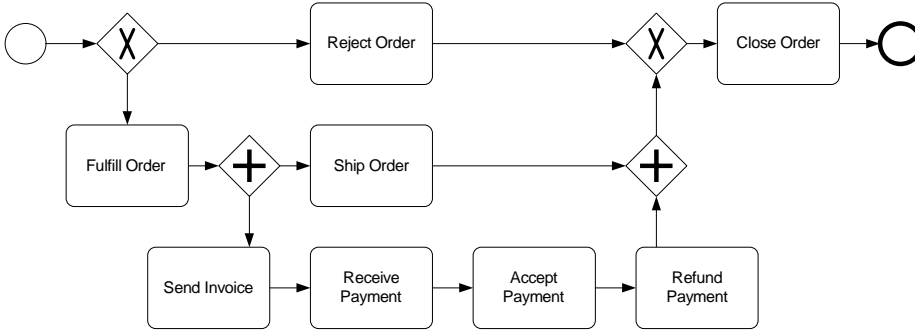 Reject Order
Close Order
Fulfill Order
Ship Order
Send Invoice
Receive
Payment
Accept
Payment
Refund
Payment